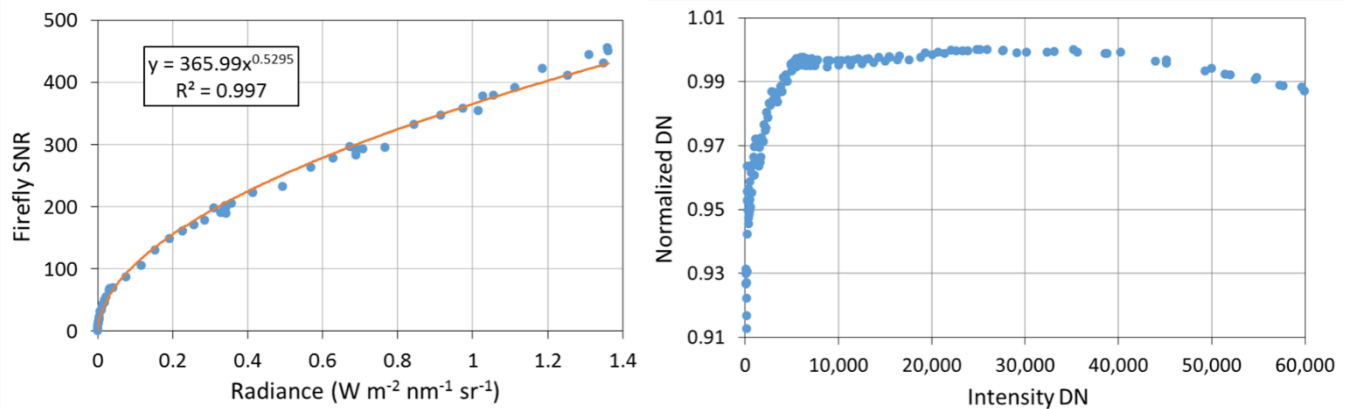 500
400
300
200
100
0
Firefly SNR
y = 365.99x^0.5295
R² = 0.997
0 0.2 0.4 0.6 0.8 1 1.2 1.4
Radiance (W m⁻² nm⁻¹ sr⁻¹)
1.01
0.99
0.97
0.95
0.93
0.91
Normalized DN
0 10,000 20,000 30,000 40,000 50,000 60,000
Intensity DN